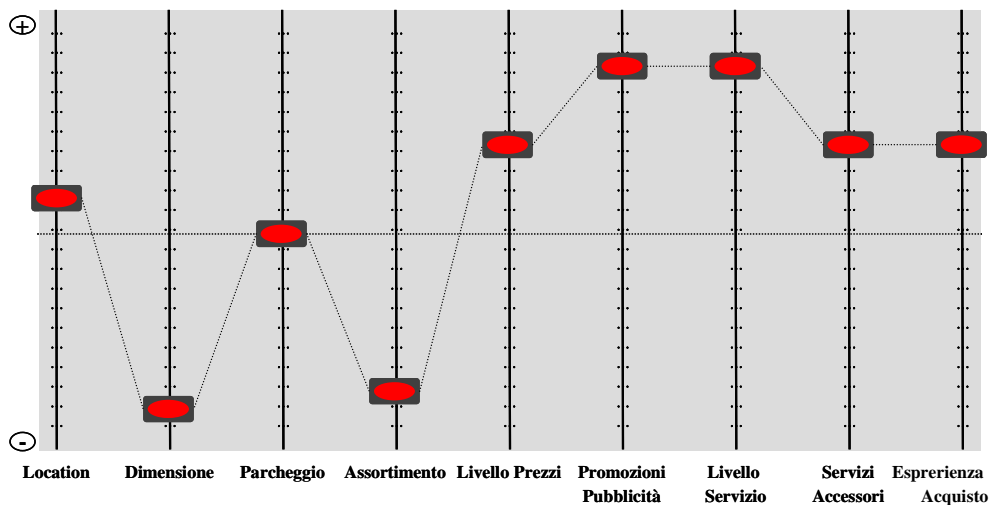 +
-
Location
Dimensione
Parcheggio
Assortimento
Livello Prezzi
Promozioni
Pubblicità
Livello
Servizio
Servizi
Accessori
Esprerienza
Acquisto